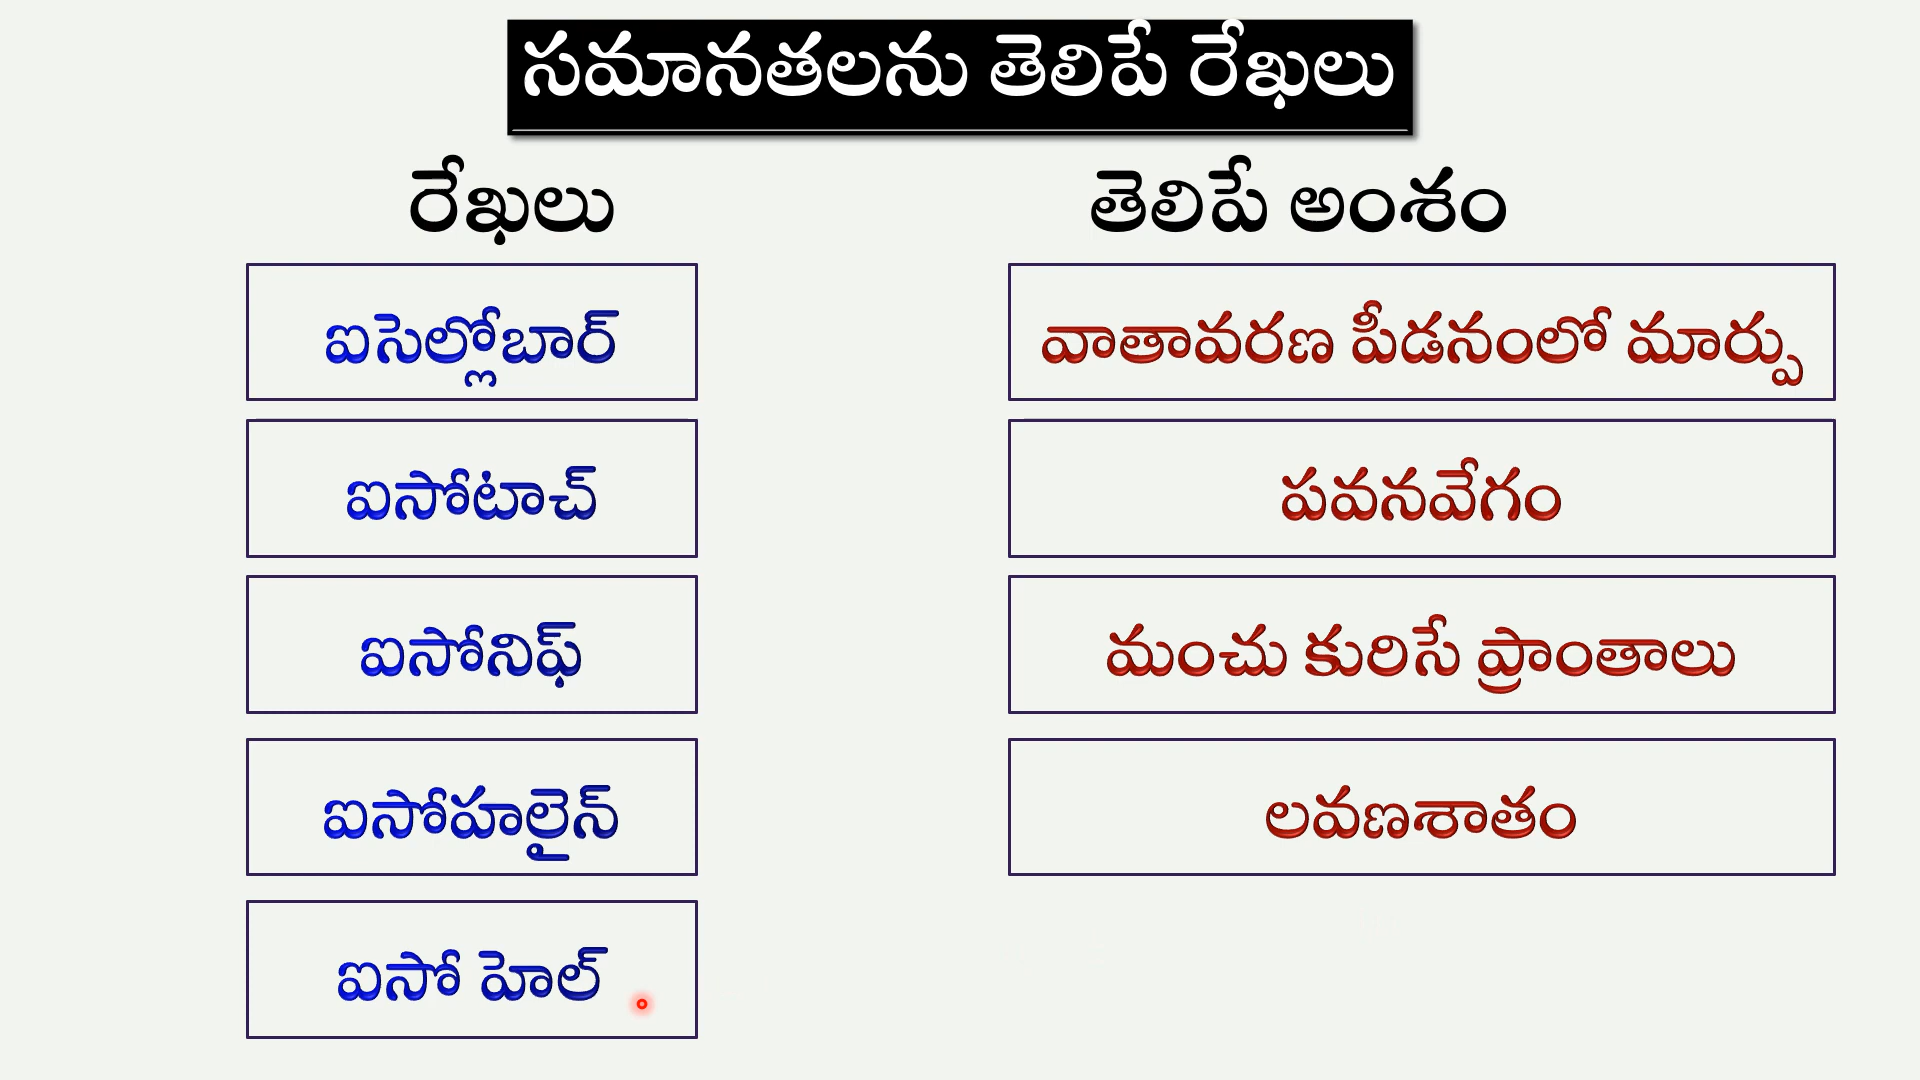 సమానతలను తెలిపే రేఖలు
రేఖలు తెలిపే అంశం
ఐసెల్లోబార్ వాతావరణ పీడనంలో మార్పు
ఐసోటాచ్ పవనవేగం
ఐసోనిఫ్ మంచు కురిసే ప్రాంతాలు
ఐసోహలైన్ లవణశాతం
ఐసో హెల్